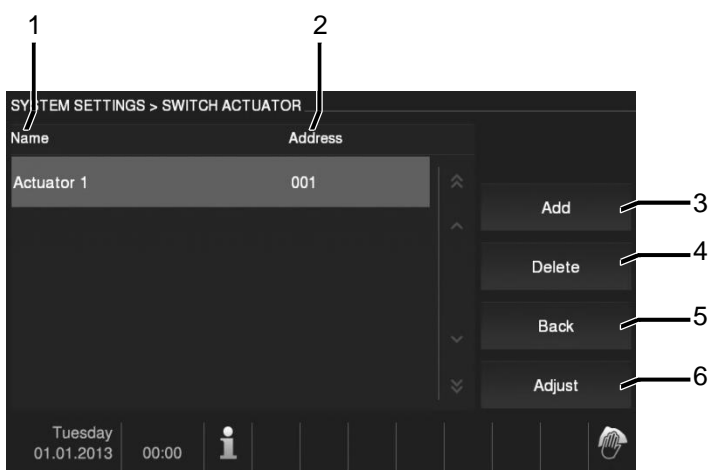 1 2
SYSTEM SETTINGS > SWITCH ACTUATOR
Name Address
Actuator 1 001
Add 3
Delete 4
Back 5
Adjust 6
Tuesday
01.01.2013 00:00 i